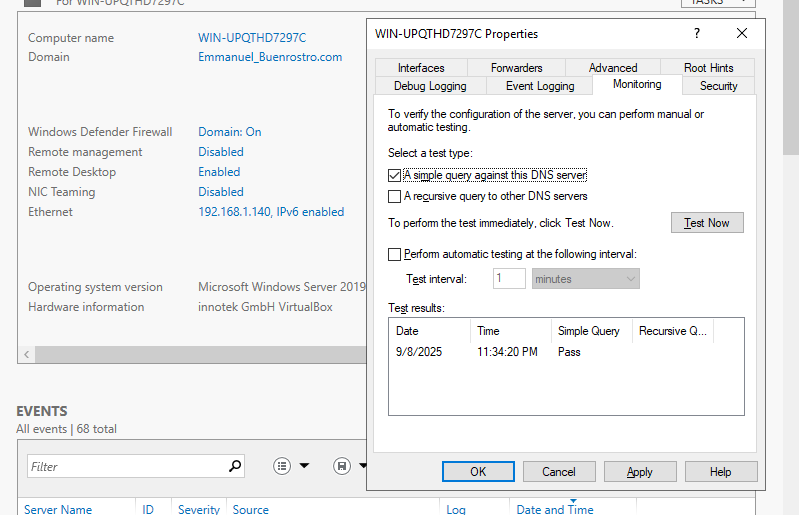 For WIN-UPQTHD7297C
TASKS
Computer name WIN-UPQTHD7297C
Domain Emmanuel_Buenrostro.com
Windows Defender Firewall Domain: On
Remote management Disabled
Remote Desktop Enabled
NIC Teaming Disabled
Ethernet 192.168.1.140, IPv6 enabled
Operating system version Microsoft Windows Server 2019
Hardware information innotek GmbH VirtualBox
EVENTS
All events | 68 total
Filter
Server Name ID Severity Source Log Date and Time
WIN-UPQTHD7297C Properties
Interfaces Forwarders Advanced Root Hints
Debug Logging Event Logging Monitoring Security
To verify the configuration of the server, you can perform manual or
automatic testing.
Select a test type:
A simple query against this DNS server
A recursive query to other DNS servers
To perform the test immediately, click Test Now. Test Now
Perform automatic testing at the following interval:
Test interval: 1 minutes
Test results:
Date Time Simple Query Recursive Q...
9/8/2025 11:34:20 PM Pass
OK Cancel Apply Help